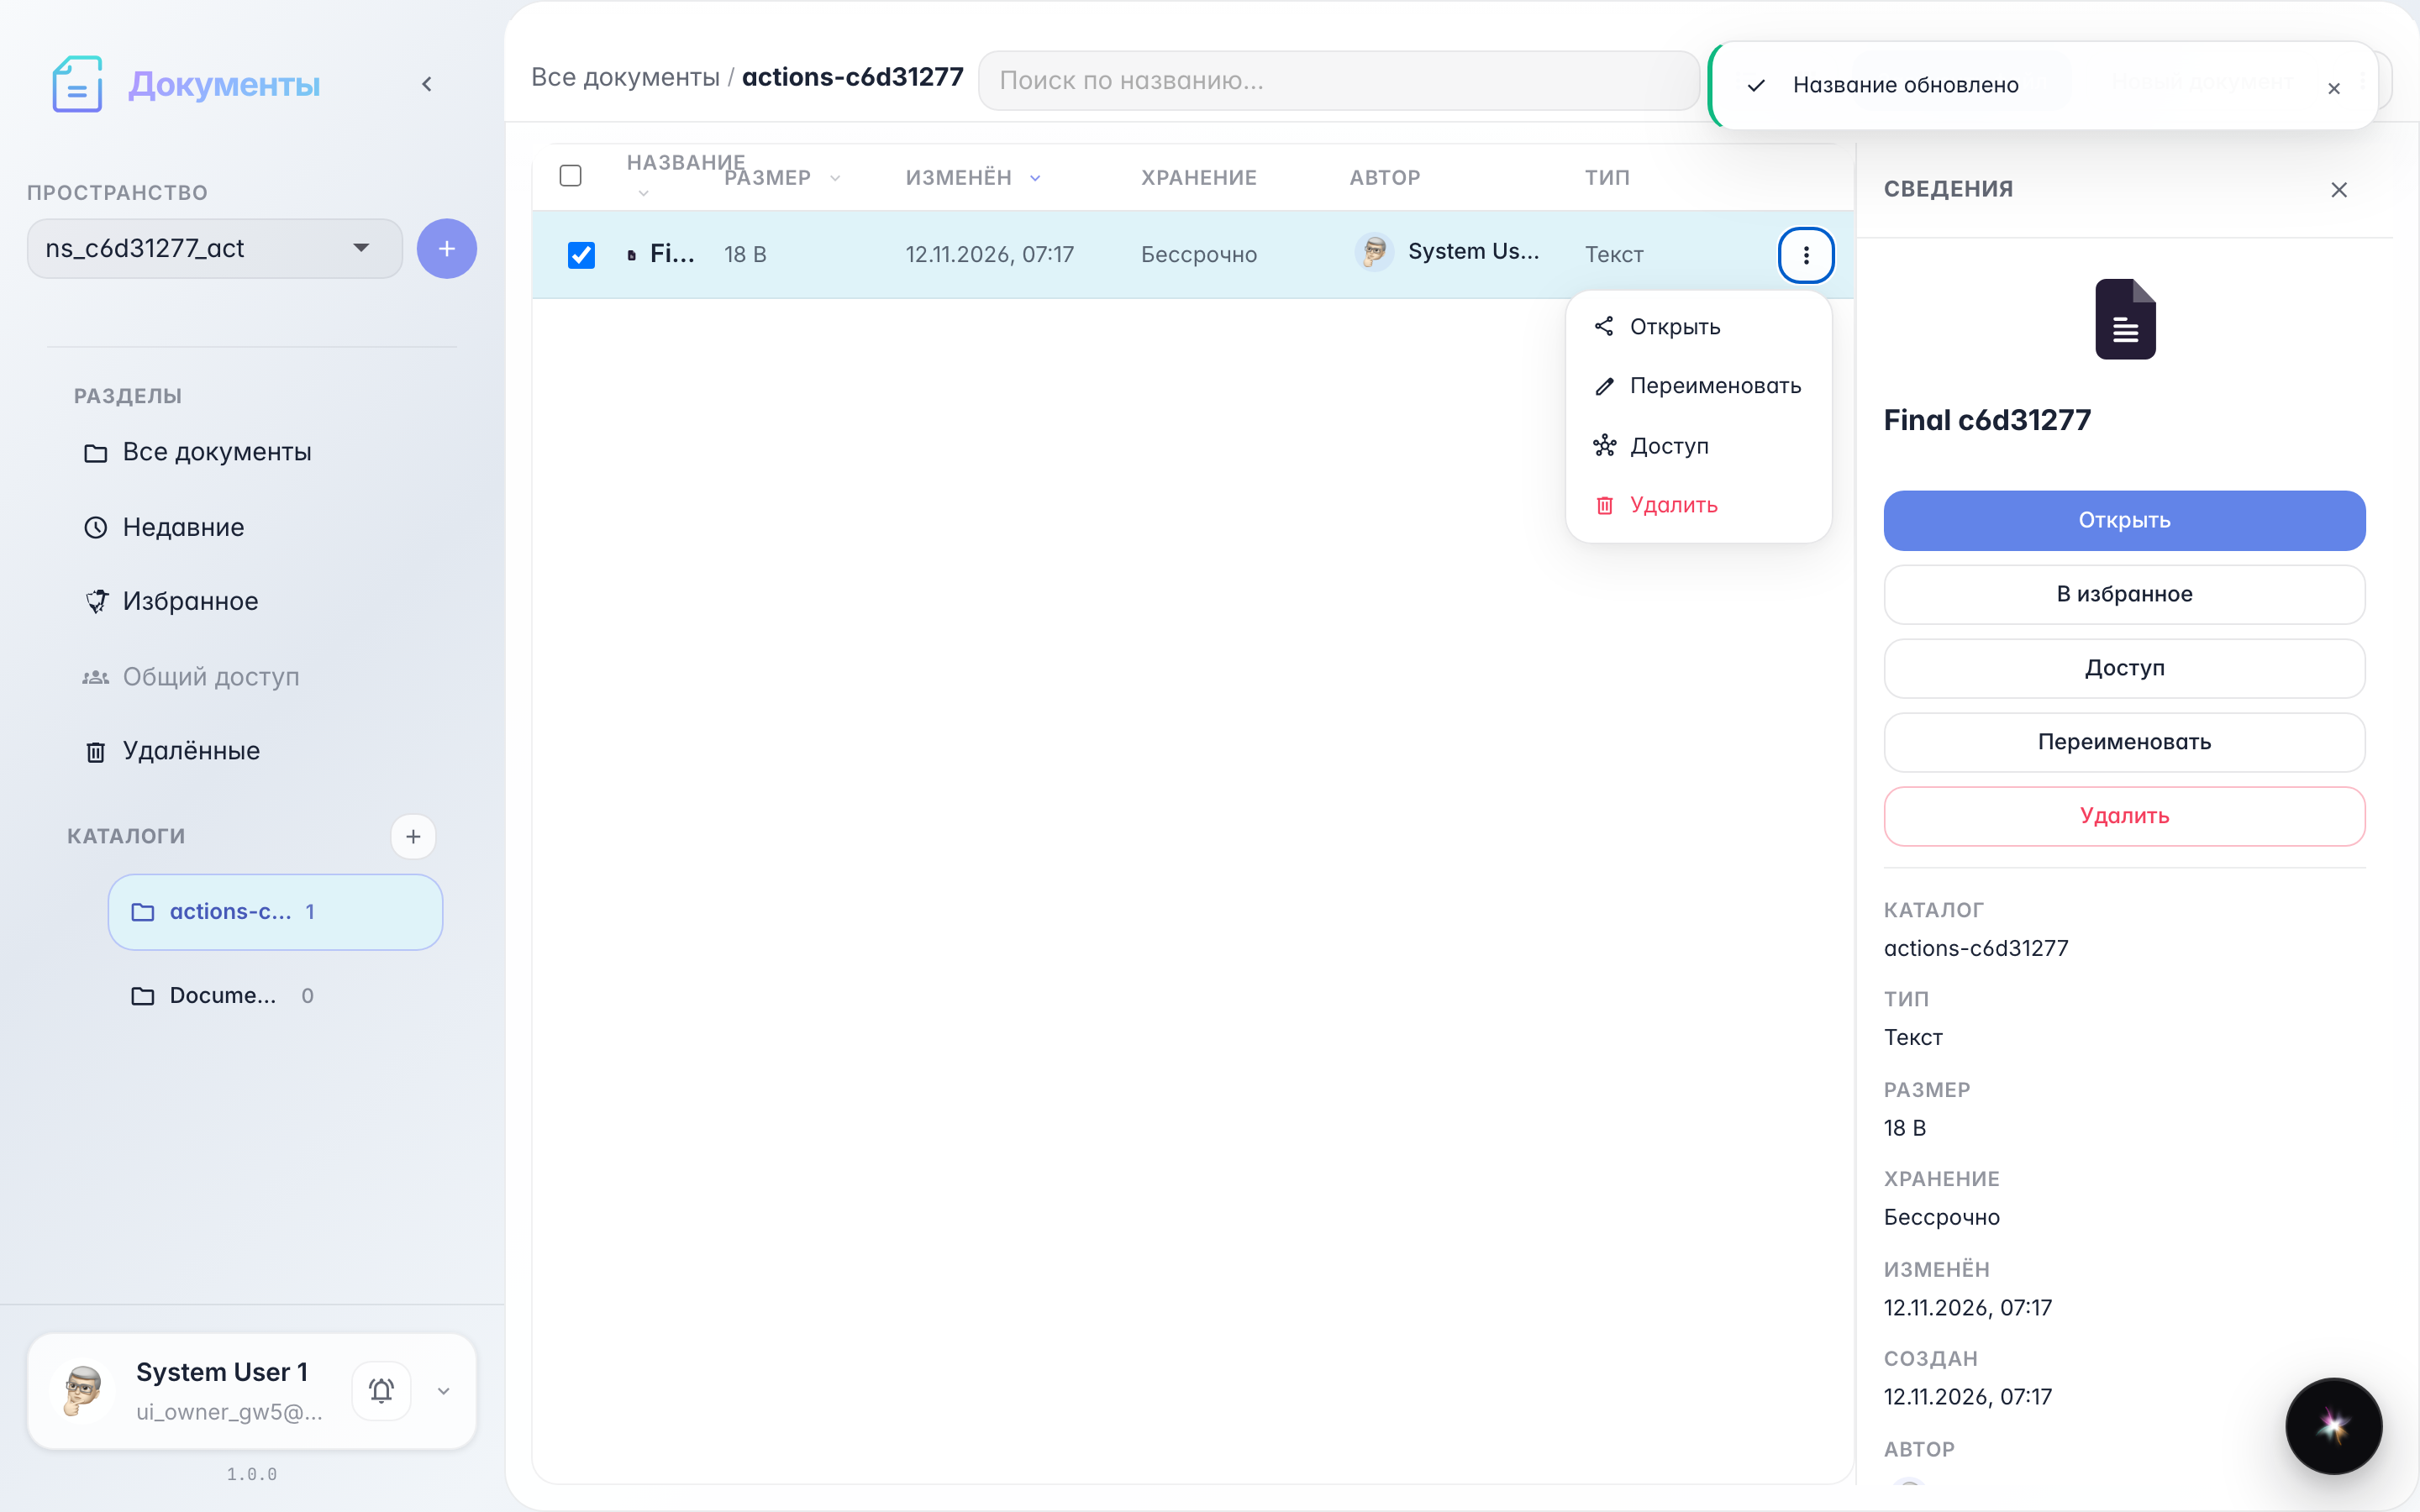 Документы
ПРОСТРАНСТВО
ns_c6d31277_act
РАЗДЕЛЫ
Все документы
Недавние
Избранное
Общий доступ
Удалённые
КАТАЛОГИ
actions-c... 1
Docume... 0
System User 1
ui_owner_gw5@...
1.0.0
Все документы / actions-c6d31277
Поиск по названию...
Название обновлено
НАЗВАНИЕ РАЗМЕР ИЗМЕНЁН ХРАНЕНИЕ АВТОР ТИП
Fi... 18 B 12.11.2026, 07:17 Бессрочно System Us... Текст
Открыть
Переименовать
Доступ
Удалить
СВЕДЕНИЯ
Final c6d31277
Открыть
В избранное
Доступ
Переименовать
Удалить
КАТАЛОГ
actions-c6d31277
ТИП
Текст
РАЗМЕР
18 B
ХРАНЕНИЕ
Бессрочно
ИЗМЕНЁН
12.11.2026, 07:17
СОЗДАН
12.11.2026, 07:17
АВТОР